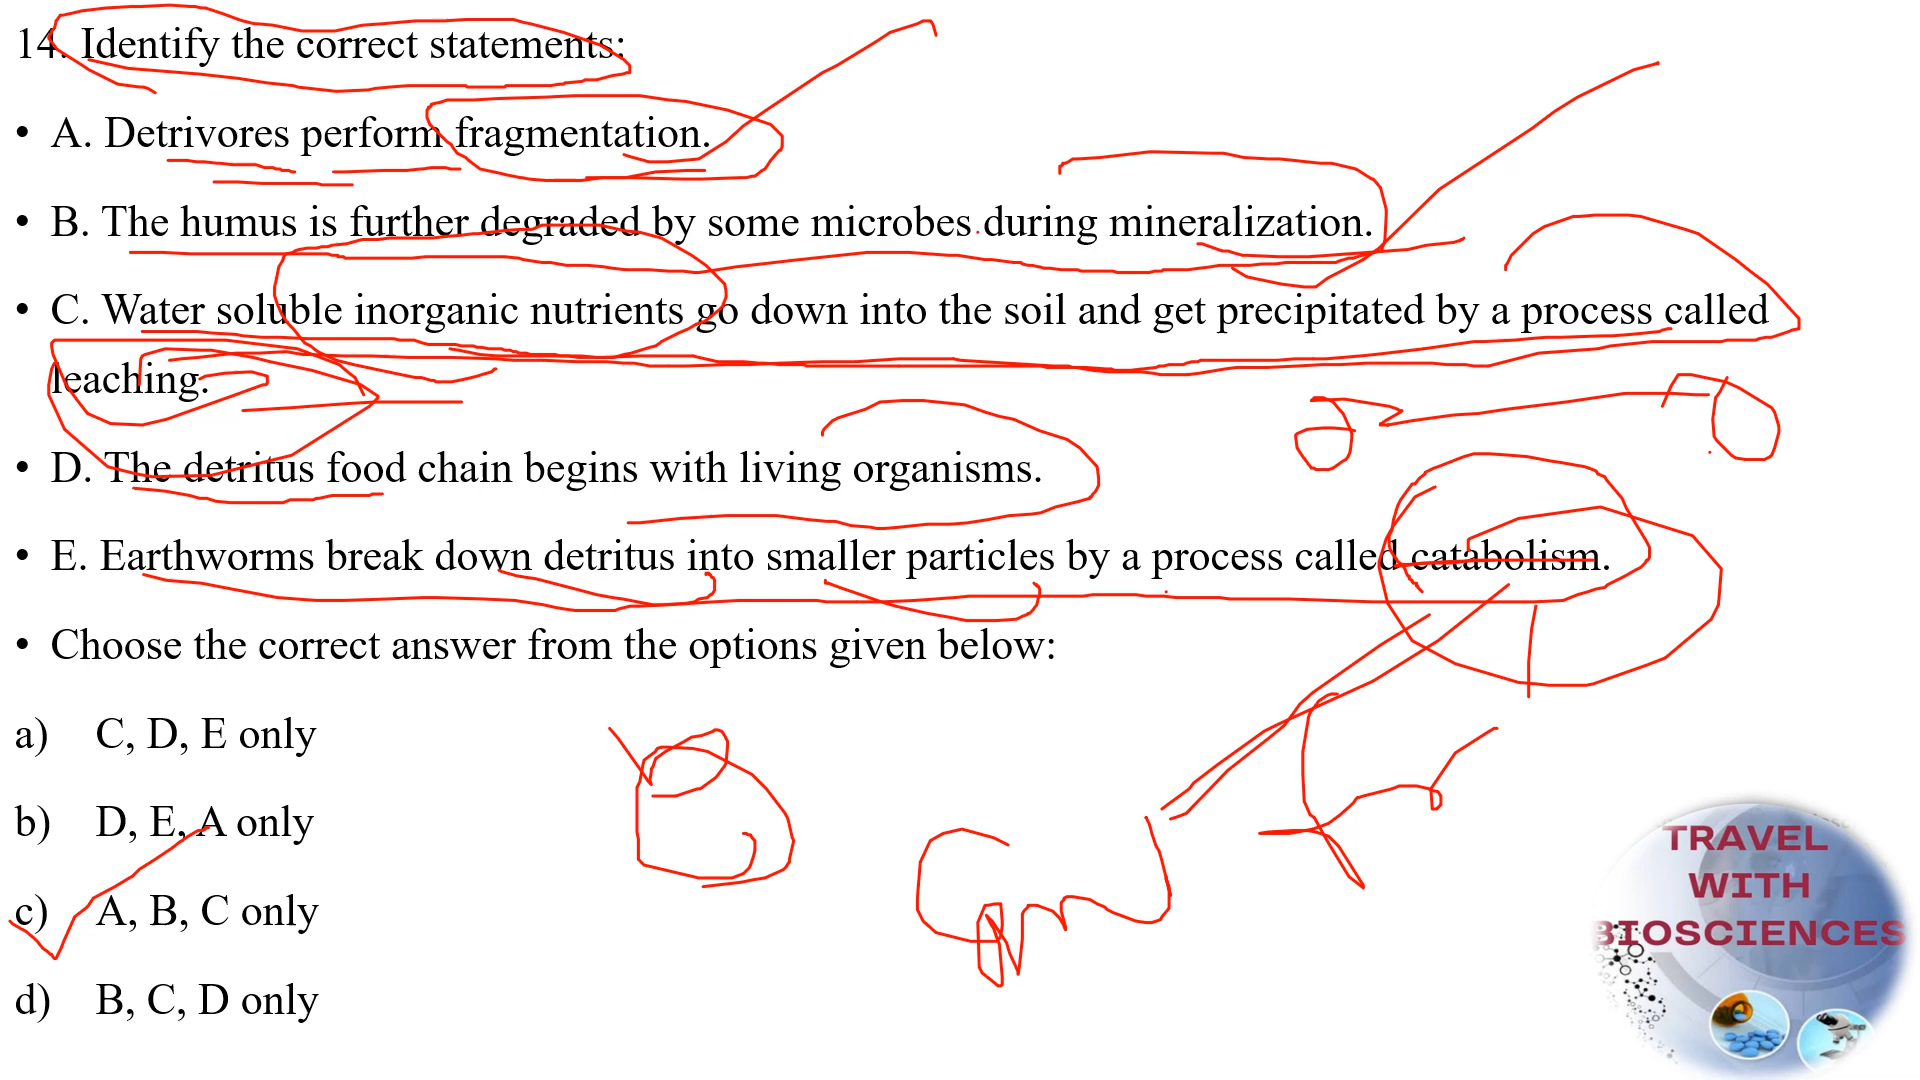 14. Identify the correct statements:
• A. Detrivores perform fragmentation.
• B. The humus is further degraded by some microbes during mineralization.
• C. Water soluble inorganic nutrients go down into the soil and get precipitated by a process called
leaching.
• D. The detritus food chain begins with living organisms.
• E. Earthworms break down detritus into smaller particles by a process called catabolism.
• Choose the correct answer from the options given below:
a) C, D, E only
b) D, E, A only
c) A, B, C only
d) B, C, D only
TRAVEL
WITH
BIOSCIENCES